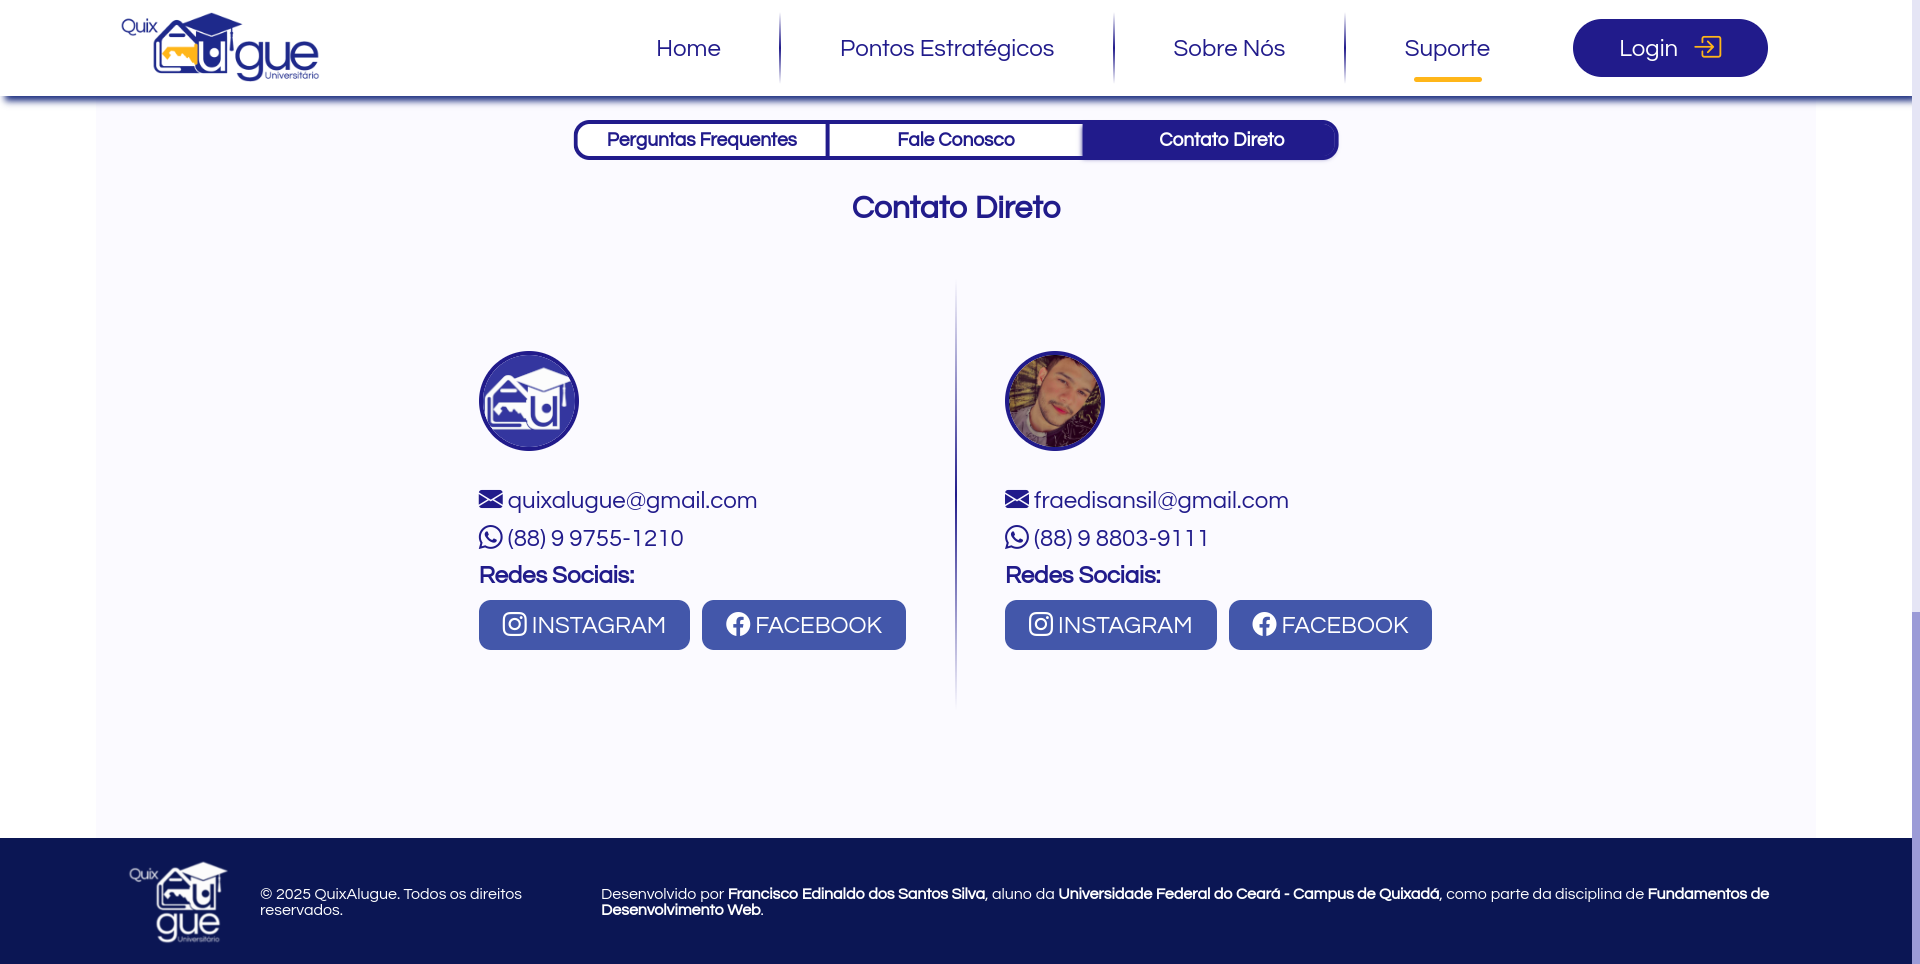 Quix
gue
Universitário
Home
Pontos Estratégicos
Sobre Nós
Suporte
Login
Perguntas Frequentes
Fale Conosco
Contato Direto
Contato Direto
quixalugue@gmail.com
(88) 9 9755-1210
Redes Sociais:
INSTAGRAM
FACEBOOK
fraedisansil@gmail.com
(88) 9 8803-9111
Redes Sociais:
INSTAGRAM
FACEBOOK
Quix
gue
Universitário
© 2025 QuixAlugue. Todos os direitos
reservados.
Desenvolvido por Francisco Edinaldo dos Santos Silva, aluno da Universidade Federal do Ceará - Campus de Quixadá, como parte da disciplina de Fundamentos de
Desenvolvimento Web.